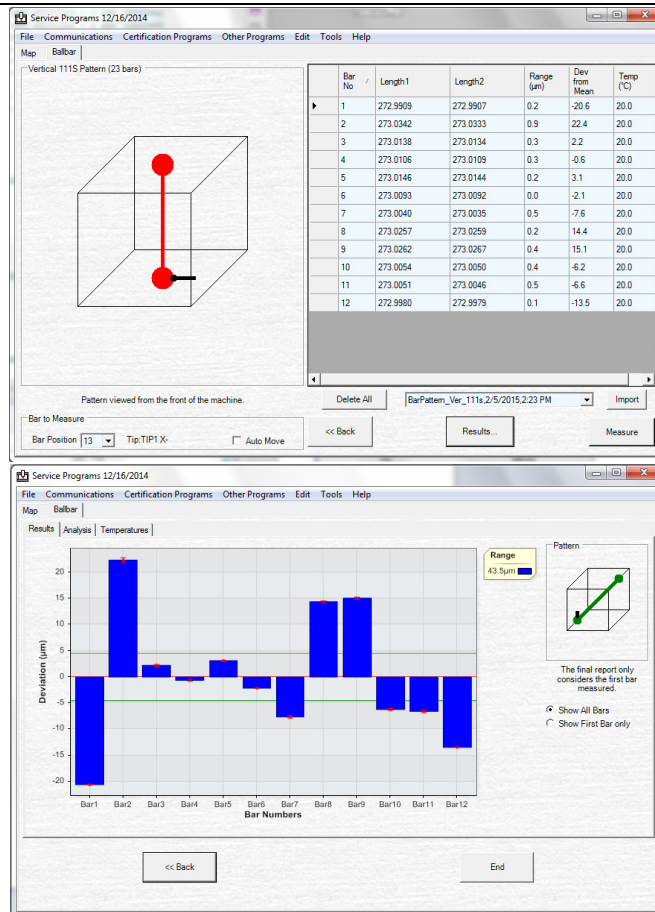 Service Programs 12/16/2014
File Communications Certification Programs Other Programs Edit Tools Help
Map Ballbar
Vertical 111S Pattern (23 bars)
Bar No / Length1 Length2 Range (µm) Dev from Mean Temp (°C)
1 272.9909 272.9907 0.2 -20.6 20.0
2 273.0342 273.0333 0.9 22.4 20.0
3 273.0138 273.0134 0.3 2.2 20.0
4 273.0106 273.0109 0.3 -0.6 20.0
5 273.0146 273.0144 0.2 3.1 20.0
6 273.0093 273.0092 0.0 -2.1 20.0
7 273.0040 273.0035 0.5 -7.6 20.0
8 273.0257 273.0259 0.2 14.4 20.0
9 273.0262 273.0267 0.4 15.1 20.0
10 273.0054 273.0050 0.4 -6.2 20.0
11 273.0051 273.0046 0.5 -6.6 20.0
12 272.9980 272.9979 0.1 -13.5 20.0
Pattern viewed from the front of the machine.
Delete All BarPattern_Ver_111s,2/5/2015,2:23 PM Import
Bar to Measure
Bar Position 13 Tip:TIP1 X- Auto Move
<< Back Results... Measure
Service Programs 12/16/2014
File Communications Certification Programs Other Programs Edit Tools Help
Map Ballbar
Results Analysis Temperatures
Range
43.5µm
Pattern
The final report only
considers the first bar
measured.
Show All Bars
Show First Bar only
Deviation (µm)
20
15
10
5
0
-5
-10
-15
-20
Bar1 Bar2 Bar3 Bar4 Bar5 Bar6 Bar7 Bar8 Bar9 Bar10 Bar11 Bar12
Bar Numbers
<< Back End